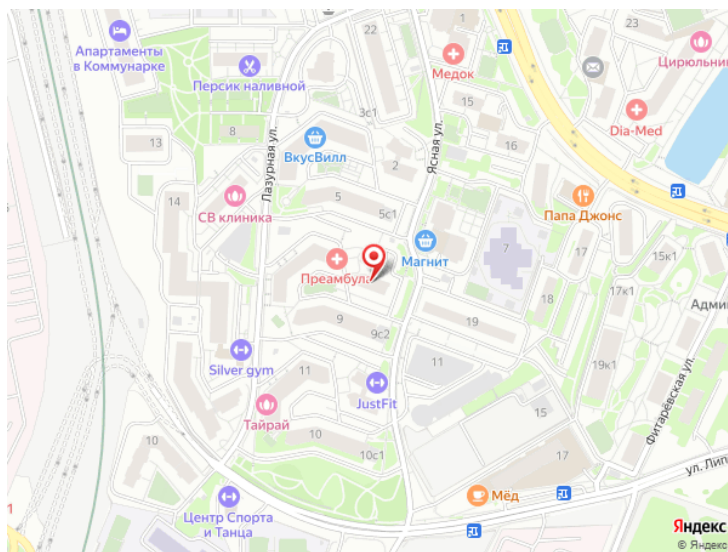 22
1
23
Апартаменты
в Коммунарке
Персик наливной
Медок
Цирюльник
3с1
15
Dia-Med
13
8
16
Лазурная ул.
ВкусВилл
2
Ясная ул.
14
СВ клиника
5
5с1
Папа Джонс
Магнит
7
17
15к1
Преамбула
18
17к1
Админ
9
9с2
19
Silver gym
11
11
19к1
Фитарёвская ул.
JustFit
Тайрай
15
10
10
10с1
17
ул. Лип
Мёд
1
Центр Спорта
и Танца
Яндекс
© Яндекс